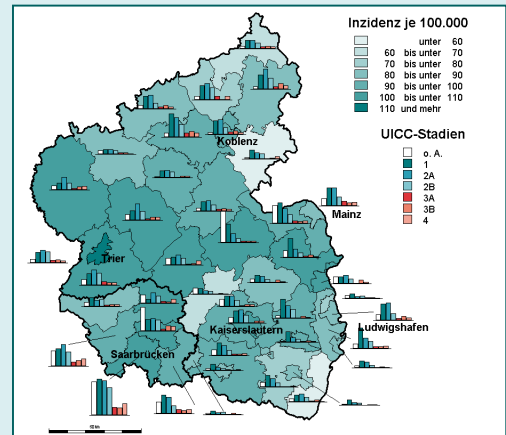 Inzidenz je 100.000
unter 60
60 bis unter 70
70 bis unter 80
80 bis unter 90
90 bis unter 100
100 bis unter 110
110 und mehr
UICC-Stadien
o. A.
1
2A
2B
3A
3B
4
Koblenz
Mainz
Trier
Kaiserslautern
Ludwigshafen
Saarbrücken